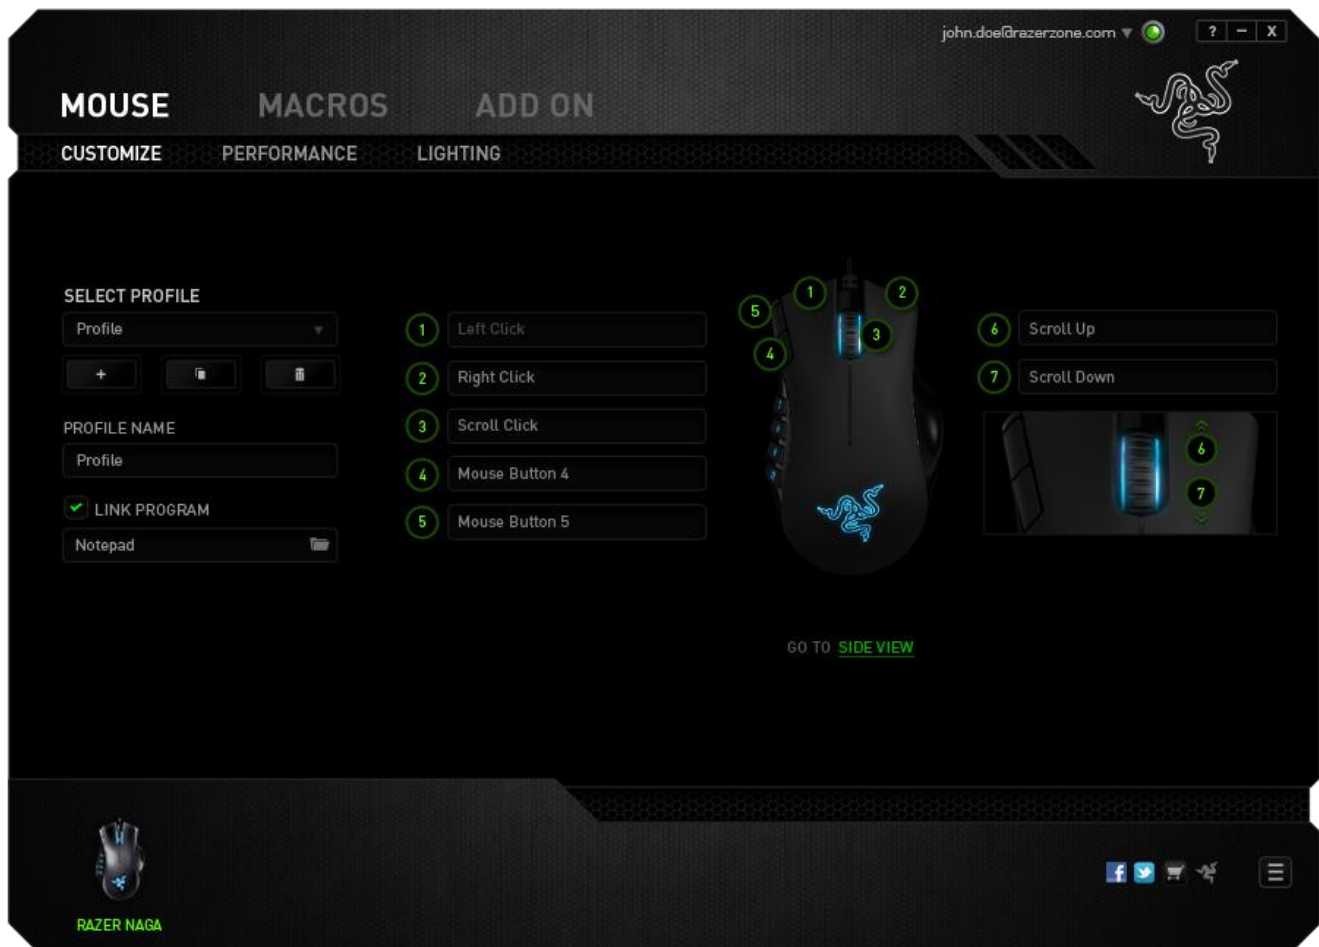 john.doe@razerzone.com
? – X
MOUSE MACROS ADD ON
CUSTOMIZE PERFORMANCE LIGHTING
SELECT PROFILE
Profile
+
PROFILE NAME
Profile
LINK PROGRAM
Notepad
1 Left Click
2 Right Click
3 Scroll Click
4 Mouse Button 4
5 Mouse Button 5
1 2
5
3
4
6 Scroll Up
7 Scroll Down
6
7
GO TO SIDE VIEW
RAZER NAGA
f